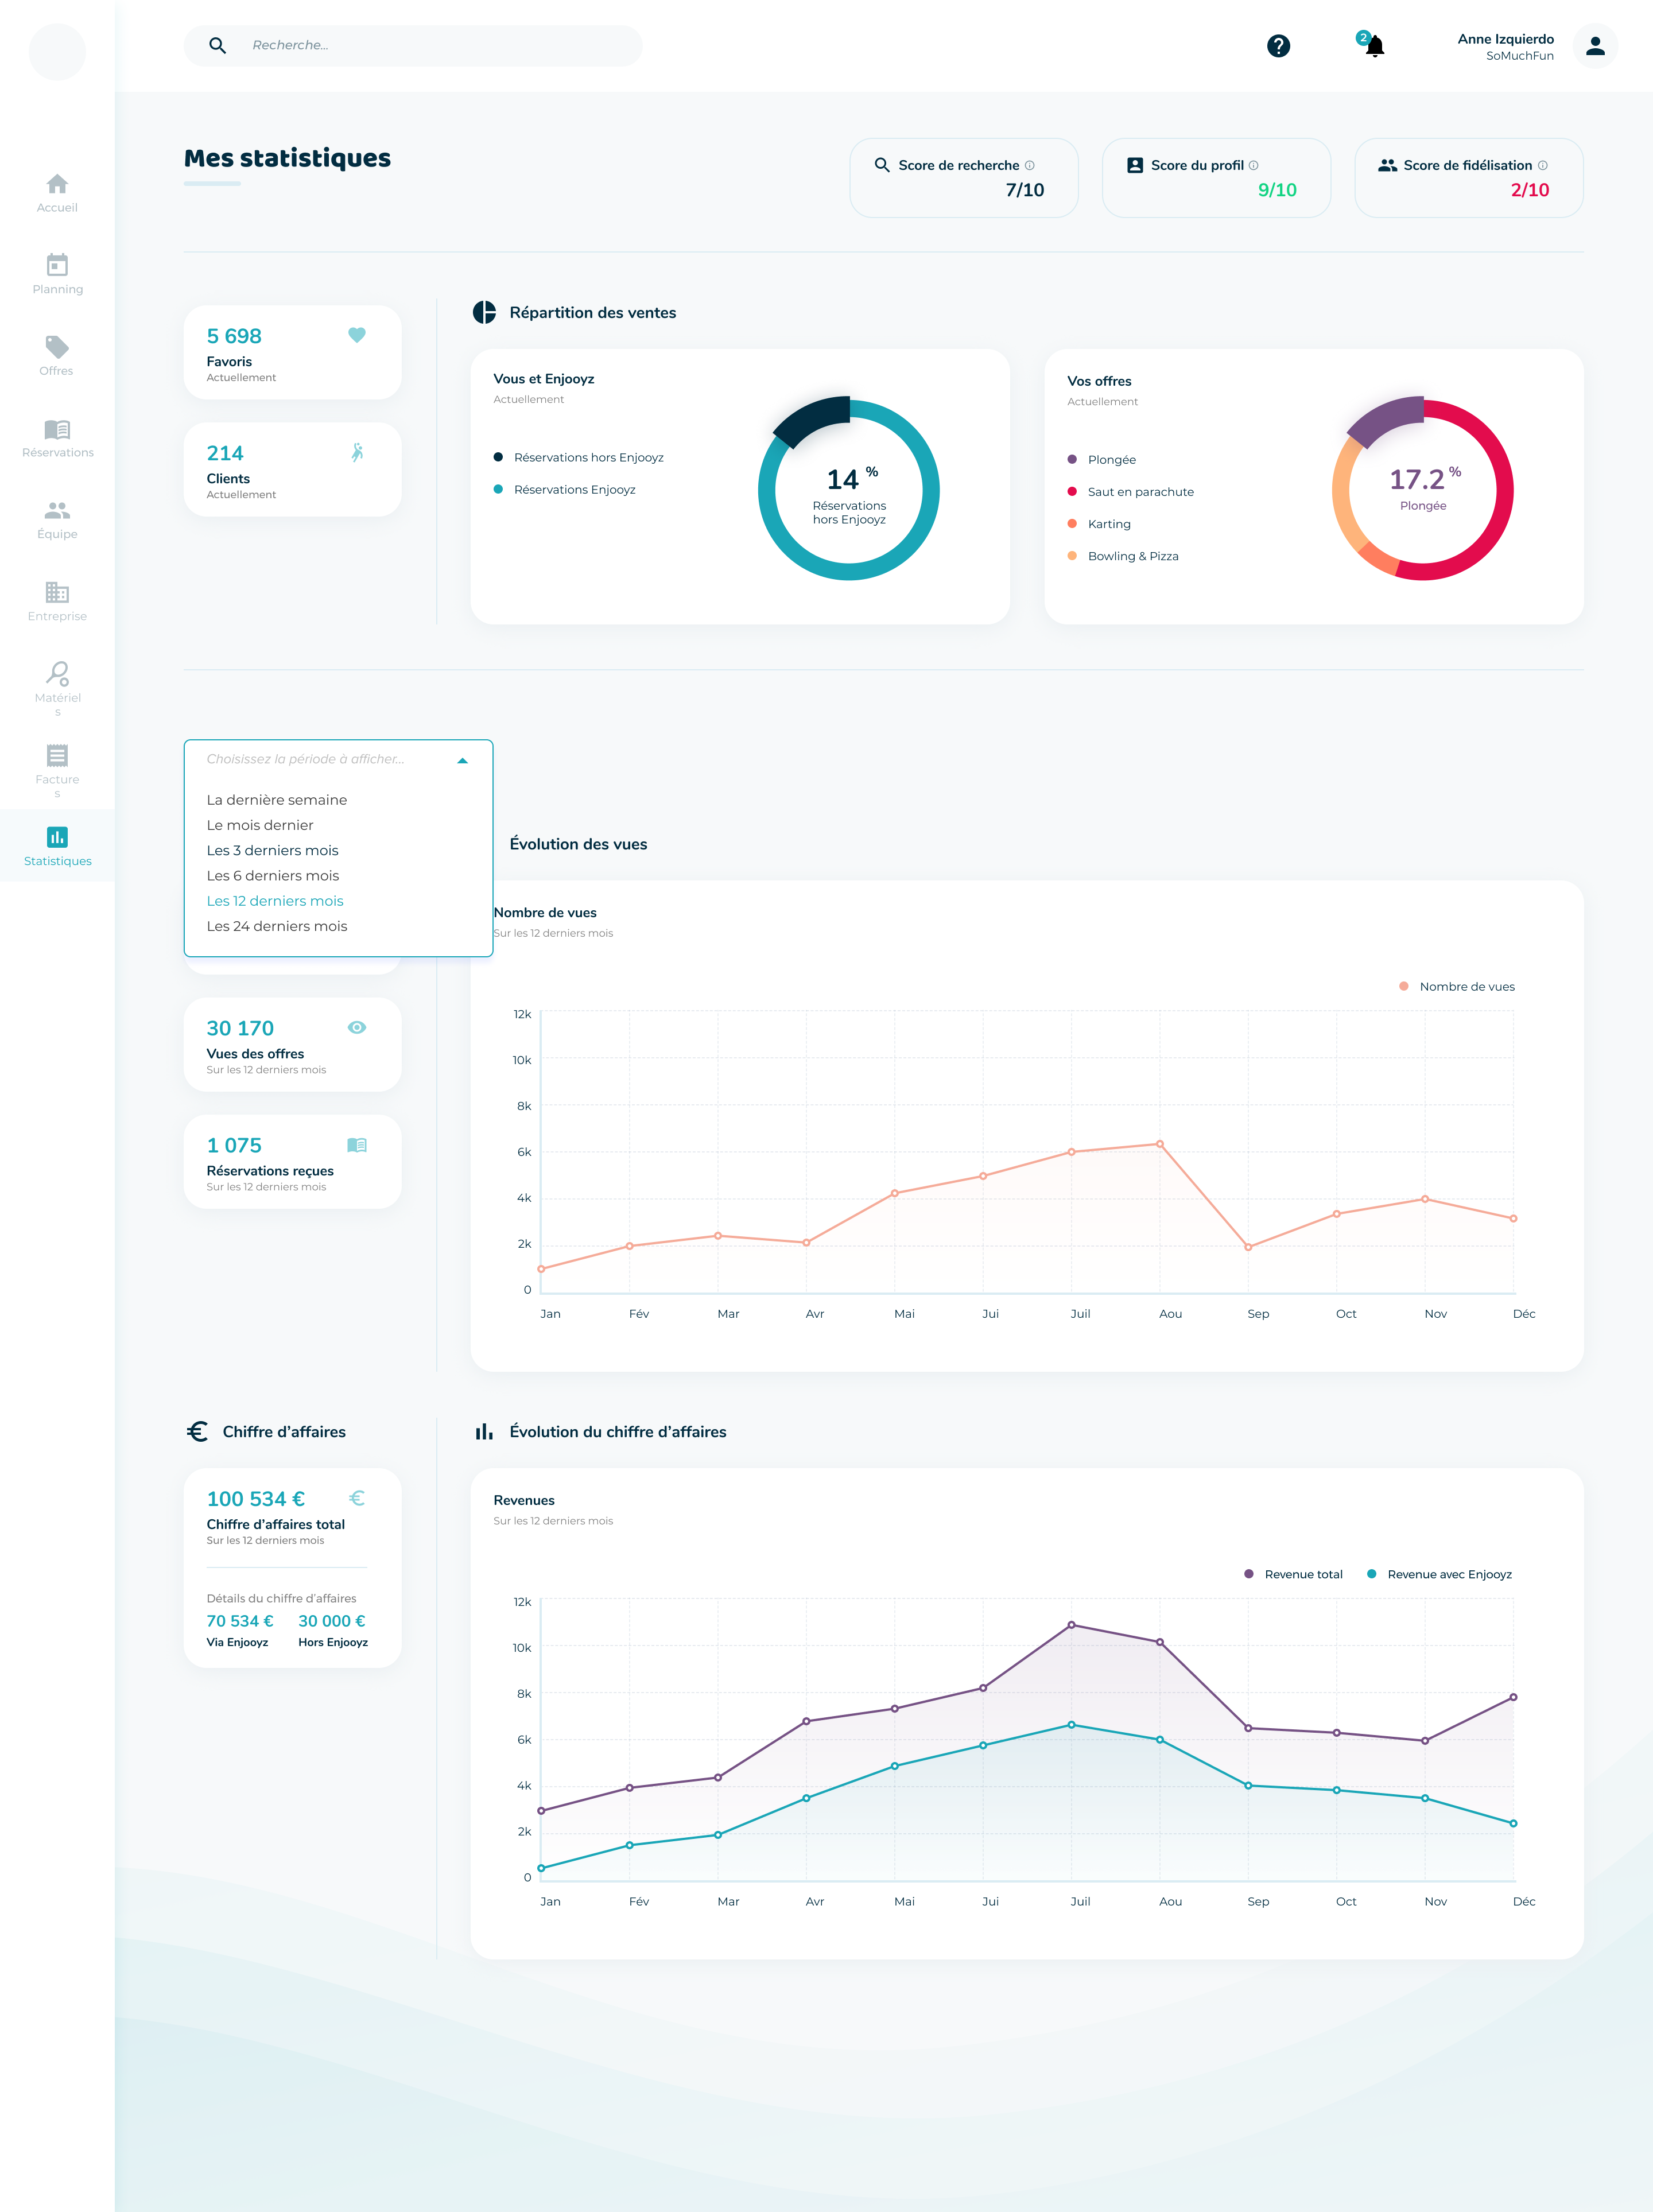 Recherche...
2
Anne Izquierdo
SoMuchFun
Accueil
Planning
Offres
Réservations
Équipe
Entreprise
Matériel
s
Facture
s
Statistiques
Mes statistiques
Score de recherche
7/10
Score du profil
9/10
Score de fidélisation
2/10
5 698
Favoris
Actuellement
214
Clients
Actuellement
Répartition des ventes
Vous et Enjooyz
Actuellement
Réservations hors Enjooyz
Réservations Enjooyz
14 %
Réservations
hors Enjooyz
Vos offres
Actuellement
Plongée
Saut en parachute
Karting
Bowling & Pizza
17.2 %
Plongée
Choisissez la période à afficher...
La dernière semaine
Le mois dernier
Les 3 derniers mois
Les 6 derniers mois
Les 12 derniers mois
Les 24 derniers mois
30 170
Vues des offres
Sur les 12 derniers mois
1 075
Réservations reçues
Sur les 12 derniers mois
Évolution des vues
Nombre de vues
Sur les 12 derniers mois
Nombre de vues
12k
10k
8k
6k
4k
2k
0
Jan Fév Mar Avr Mai Jui Juil Aou Sep Oct Nov Déc
Chiffre d’affaires
100 534 €
Chiffre d’affaires total
Sur les 12 derniers mois
Détails du chiffre d’affaires
70 534 € 30 000 €
Via Enjooyz Hors Enjooyz
Évolution du chiffre d’affaires
Revenues
Sur les 12 derniers mois
Revenue total Revenue avec Enjooyz
12k
10k
8k
6k
4k
2k
0
Jan Fév Mar Avr Mai Jui Juil Aou Sep Oct Nov Déc